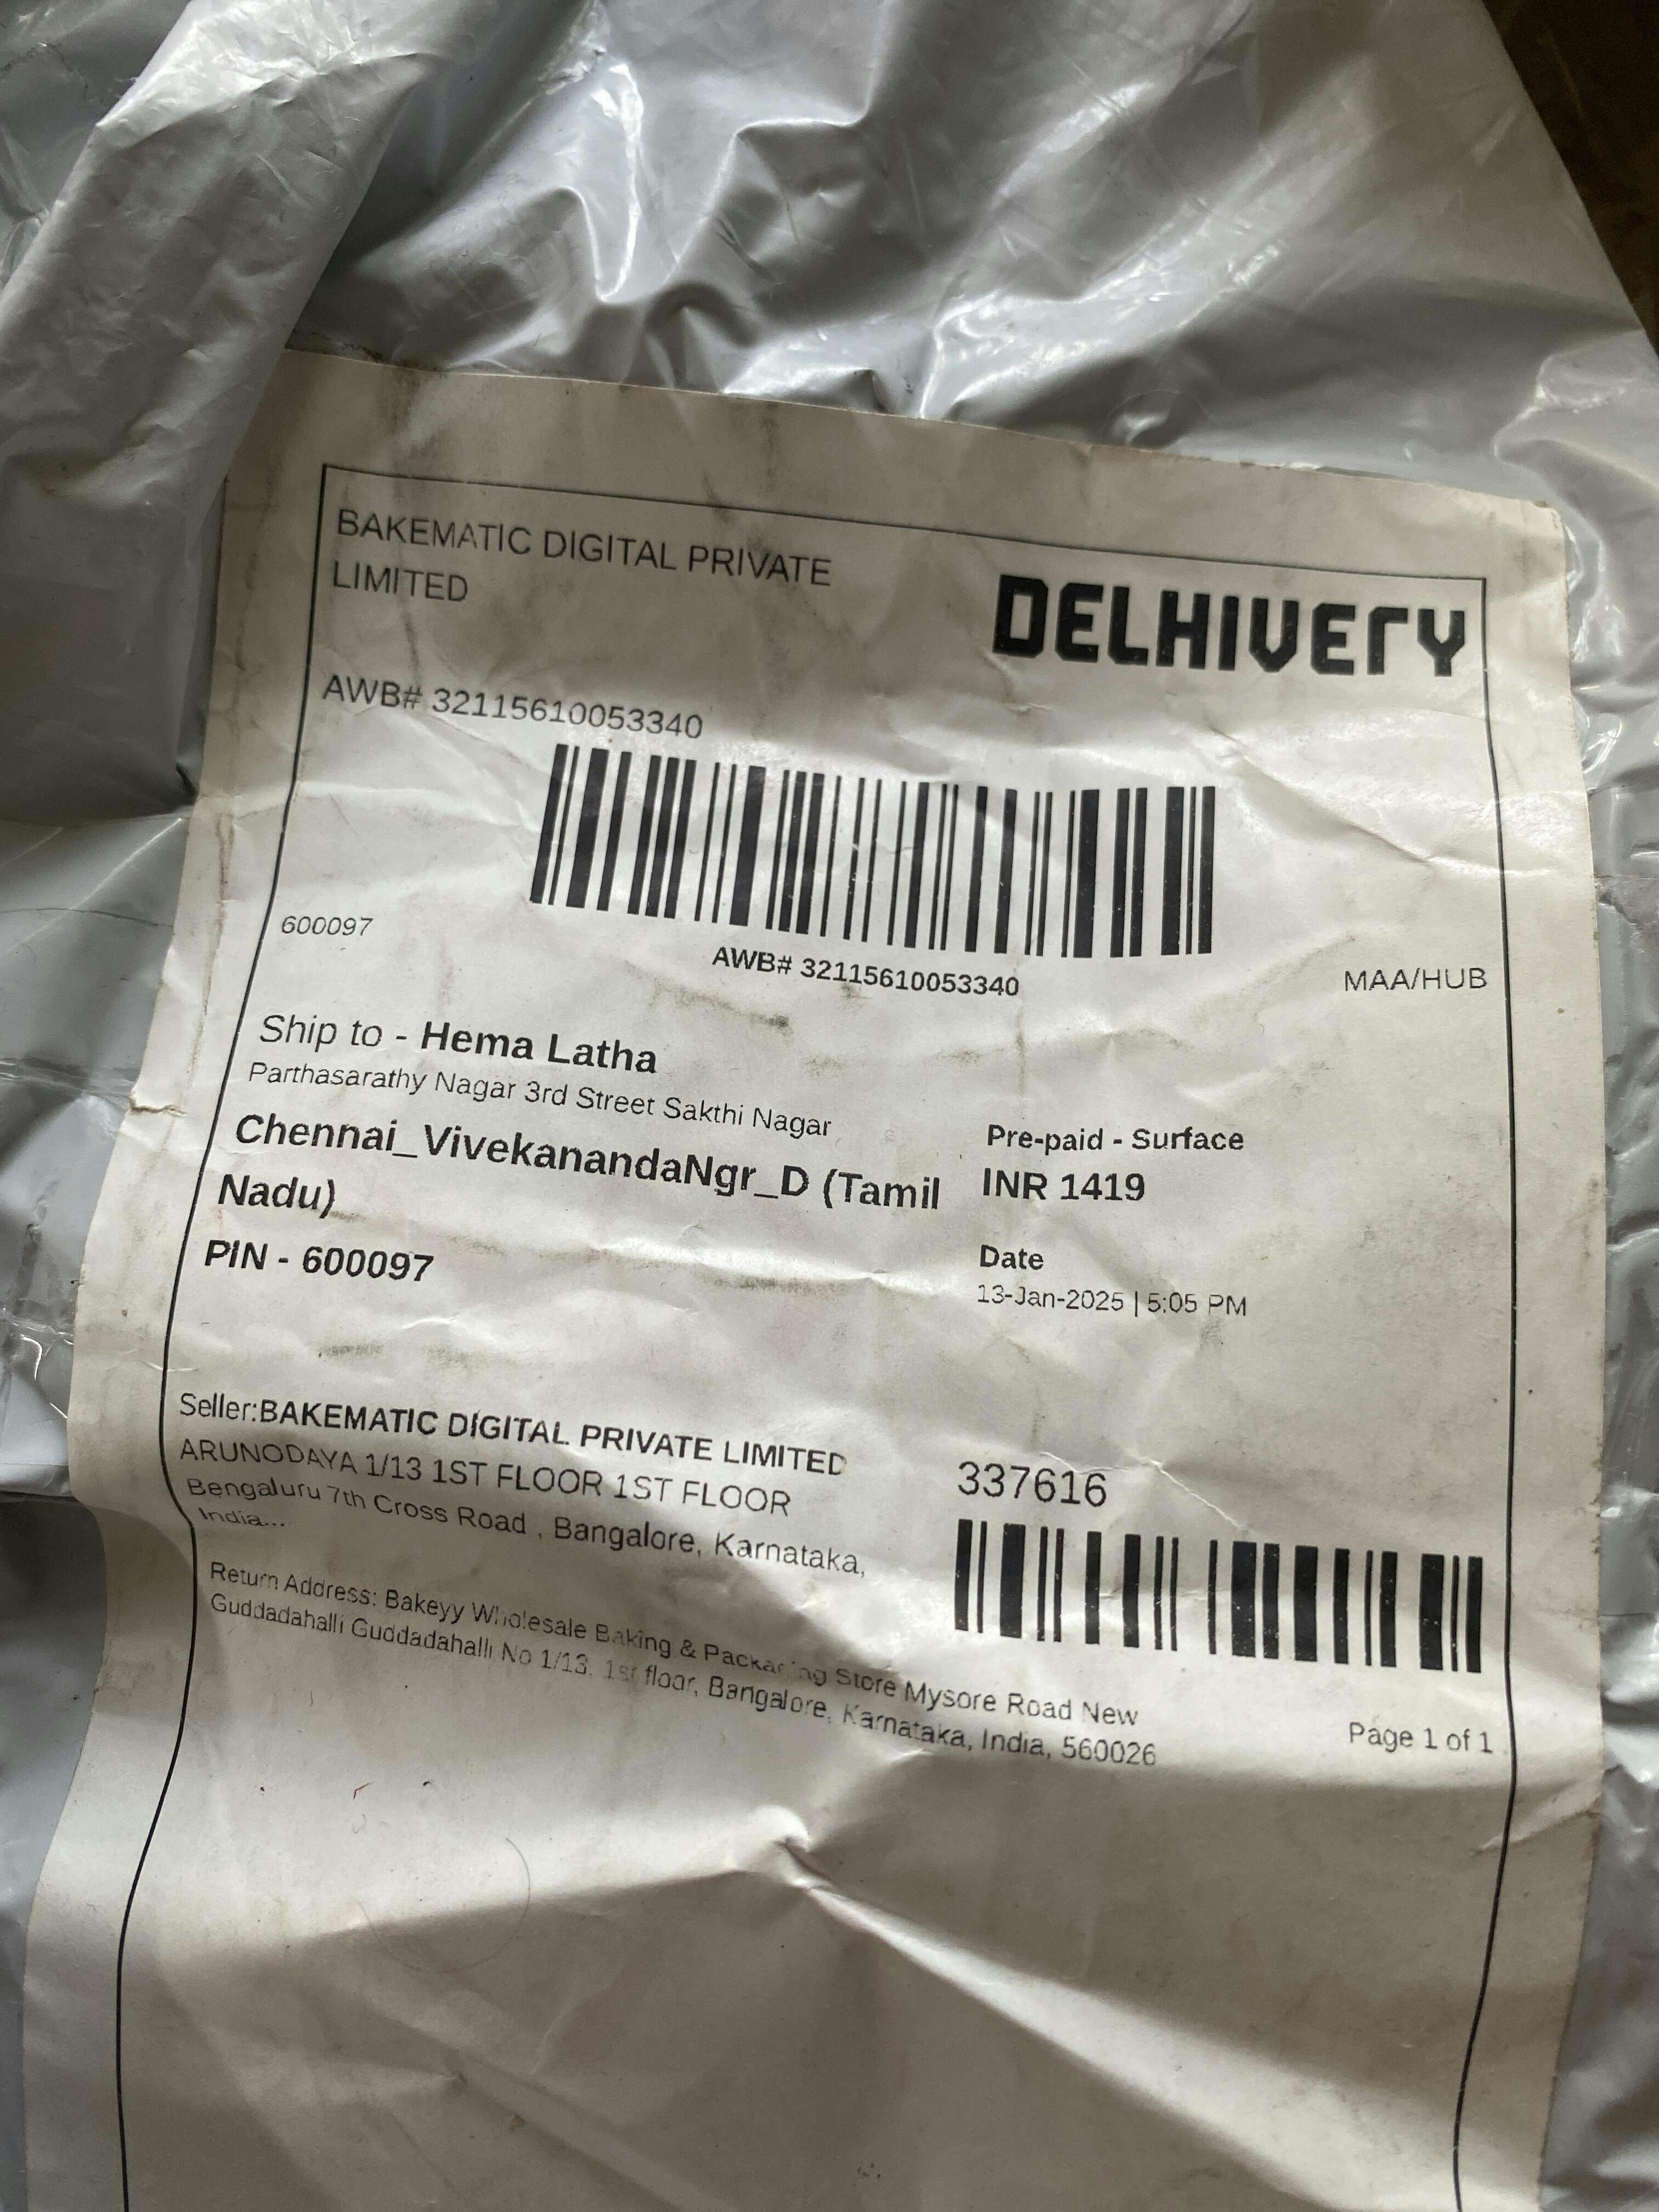 BAKEMATIC DIGITAL PRIVATE
LIMITED
DELHIVERY
AWB# 32115610053340
600097
AWB# 32115610053340
MAA/HUB
Ship to - Hema Latha
Parthasarathy Nagar 3rd Street Sakthi Nagar
Chennai_VivekanandaNgr_D (Tamil
Nadu)
PIN - 600097
Pre-paid - Surface
INR 1419
Date
13-Jan-2025 | 5:05 PM
Seller:BAKEMATIC DIGITAL PRIVATE LIMITED
ARUNODAYA 1/13 1ST FLOOR 1ST FLOOR
Bengaluru 7th Cross Road , Bangalore, Karnataka,
India...
337616
Return Address: Bakeyy Wholesale Baking & Packaging Store Mysore Road New
Guddadahalli Guddadahalli No 1/13, 1st floor, Bangalore, Karnataka, India, 560026
Page 1 of 1